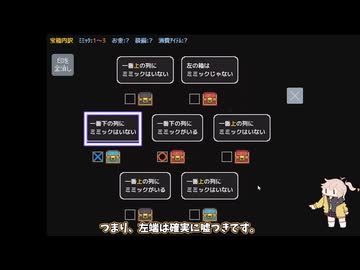 宝箱内訳 ﾐﾐｯｸ:1～3 お金:? 装備:? 消費ｱｲﾃﾑ:?
印を
全消し
一番上の列に
ミミックはいない
左の箱は
ミミックじゃない
一番下の列に
ミミックはいない
一番上の列に
ミミックがいる
一番下の列に
ミミックはいない
一番上の列に
ミミックがいる
一番上の列に
ミミックはいない
つまり、左端は確実に嘘つきです。